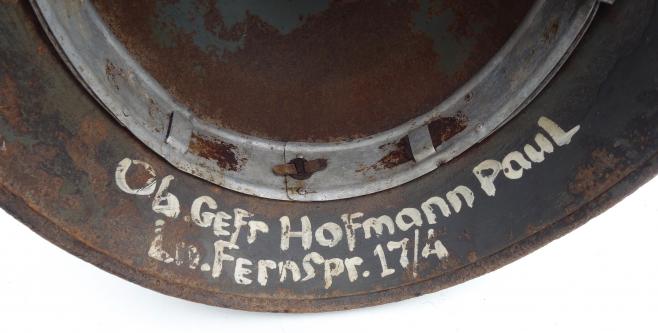 Ob.Gefr Hofmann Paul
Ln.Fernspr. 17/4